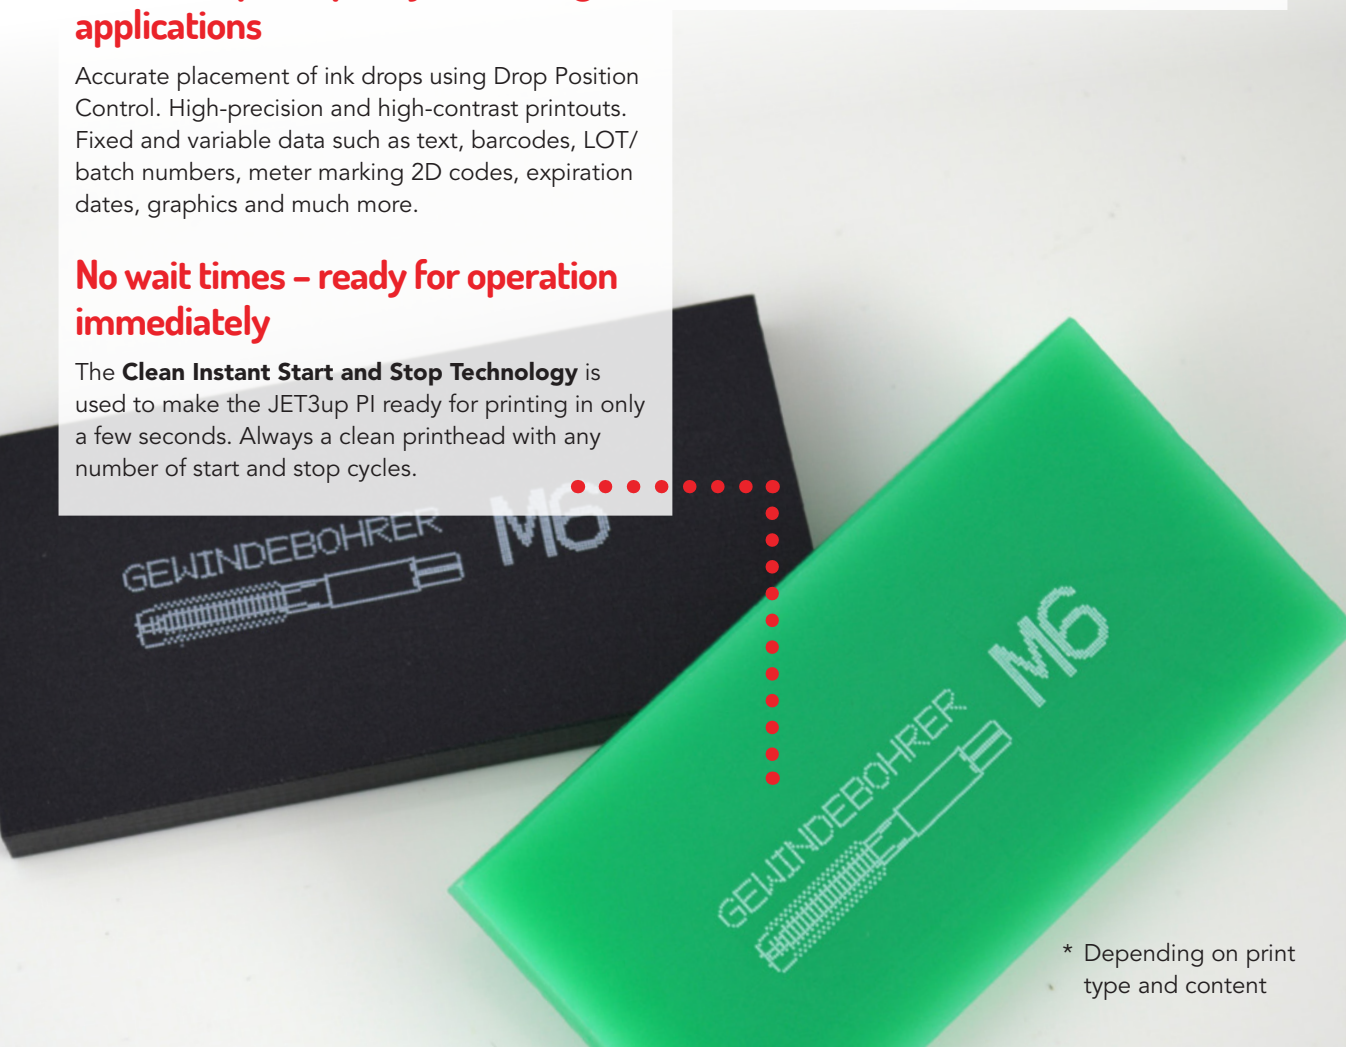 applications
Accurate placement of ink drops using Drop Position
Control. High-precision and high-contrast printouts.
Fixed and variable data such as text, barcodes, LOT/
batch numbers, meter marking 2D codes, expiration
dates, graphics and much more.
No wait times – ready for operation
immediately
The Clean Instant Start and Stop Technology is
used to make the JET3up PI ready for printing in only
a few seconds. Always a clean printhead with any
number of start and stop cycles.
GEWINDEBOHRER M6
GEWINDEBOHRER M6
* Depending on print
type and content